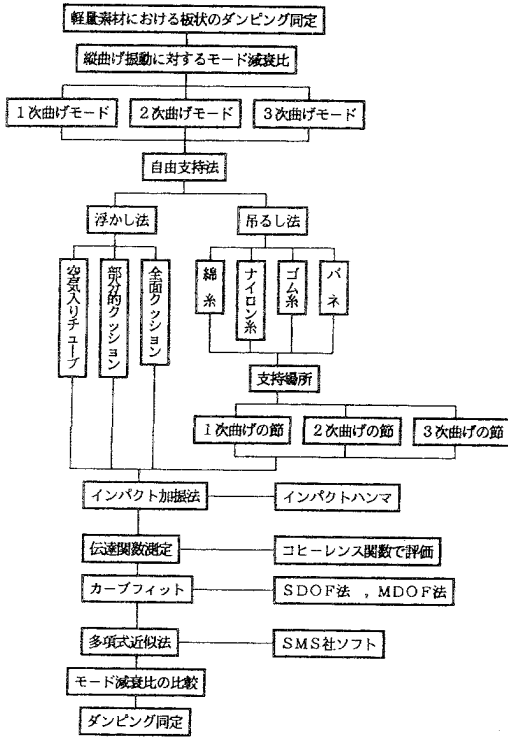 軽量素材における板状のダンピング同定
縦曲げ振動に対するモード減衰比
1次曲げモード
2次曲げモード
3次曲げモード
自由支持法
浮かし法
吊るし法
空気入りチューブ
部分的クッション
全面クッション
綿糸
ナイロン糸
ゴム糸
バネ
支持場所
1次曲げの節
2次曲げの節
3次曲げの節
インパクト加振法
インパクトハンマ
伝達関数測定
コヒーレンス関数で評価
カーブフィット
SDOF法 ,MDOF法
多項式近似法
SMS社ソフト
モード減衰比の比較
ダンピング同定